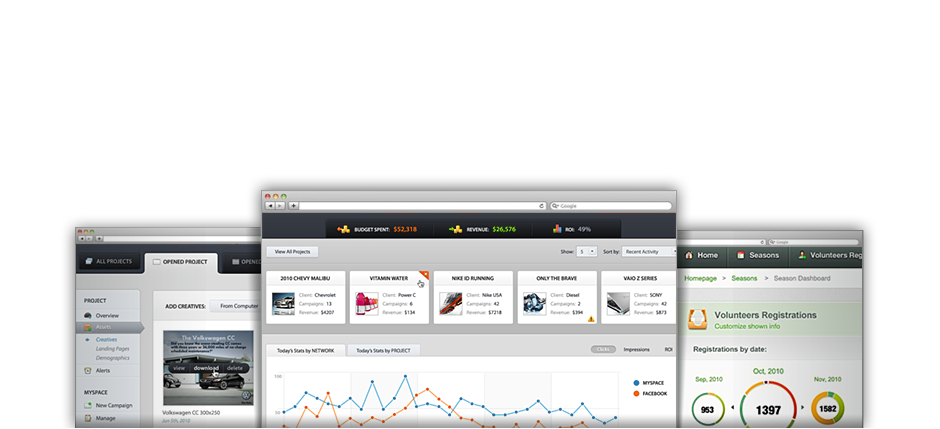 Google
BUDGET SPENT: $52,318 REVENUE: $26,576 ROI: 49%
View All Projects Show: 5 Sort by: Recent Activity
2010 CHEVY MALIBU VITAMIN WATER NIKE ID RUNNING ONLY THE BRAVE VAIO Z SERIES
Client: Chevrolet Client: Power C Client: Nike USA Client: Diesel Client: SONY
Campaigns: 13 Campaigns: 6 Campaigns: 42 Campaigns: 2 Campaigns: 42
Revenue: $4207 Revenue: $134 Revenue: $7218 Revenue: $394 Revenue: $873
Today's Stats by NETWORK Today's Stats by PROJECT Clicks Impressions ROI
100
50
MYSPACE
FACEBOOK
ALL PROJECTS OPENED PROJECT OPENED
PROJECT
Overview
Assets
Creatives
Landing Pages
Demographics
Alerts
MYSPACE
New Campaign
Manage
ADD CREATIVES: From Computer
The Volkswagen CC
view download delete
Volkswagen CC 300x250
Jun 5th, 2010
Google
Home Seasons Volunteers Reg
Homepage > Seasons > Season Dashboard
Volunteers Registrations
Customize shown info
Registrations by date:
Sep, 2010 Oct, 2010 Nov, 2010
953 1397 1582